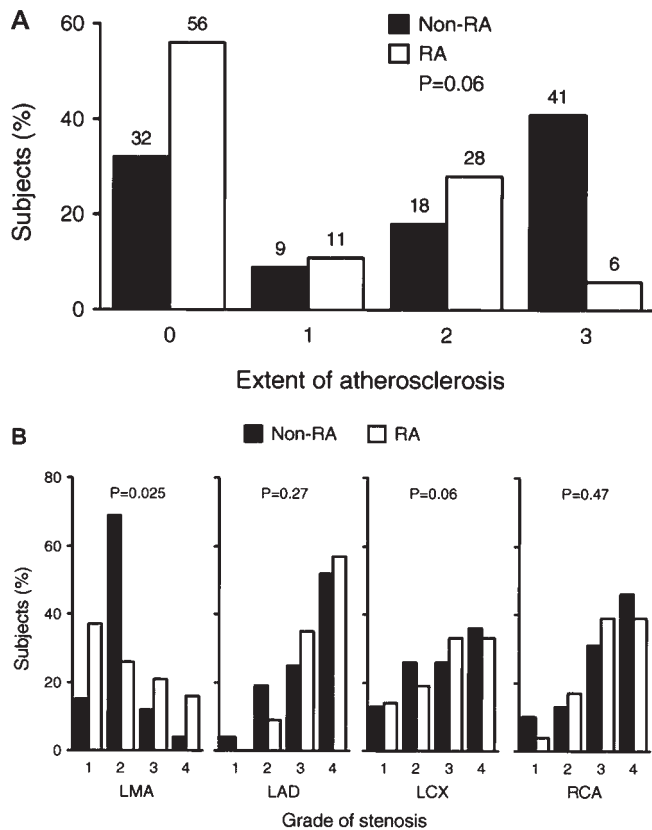 A
60
40
20
0
Subjects (%)
Non-RA
RA
P=0.06
32
56
9
11
18
28
41
6
0 1 2 3
Extent of atherosclerosis
B
Non-RA RA
80
60
40
20
0
Subjects (%)
P=0.025 P=0.27 P=0.06 P=0.47
1 2 3 4 1 2 3 4 1 2 3 4 1 2 3 4
LMA LAD LCX RCA
Grade of stenosis